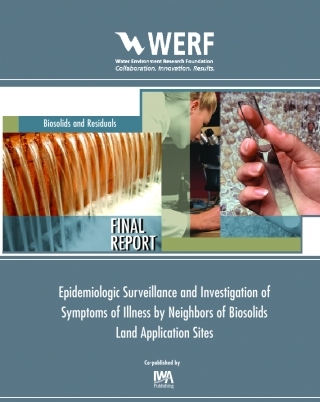 WERF
Water Environment Research Foundation
Collaboration. Innovation. Results.
Biosolids and Residuals
FINAL
REPORT
Epidemiologic Surveillance and Investigation of
Symptoms of Illness by Neighbors of Biosolids
Land Application Sites
Co-published by
IWA
Publishing